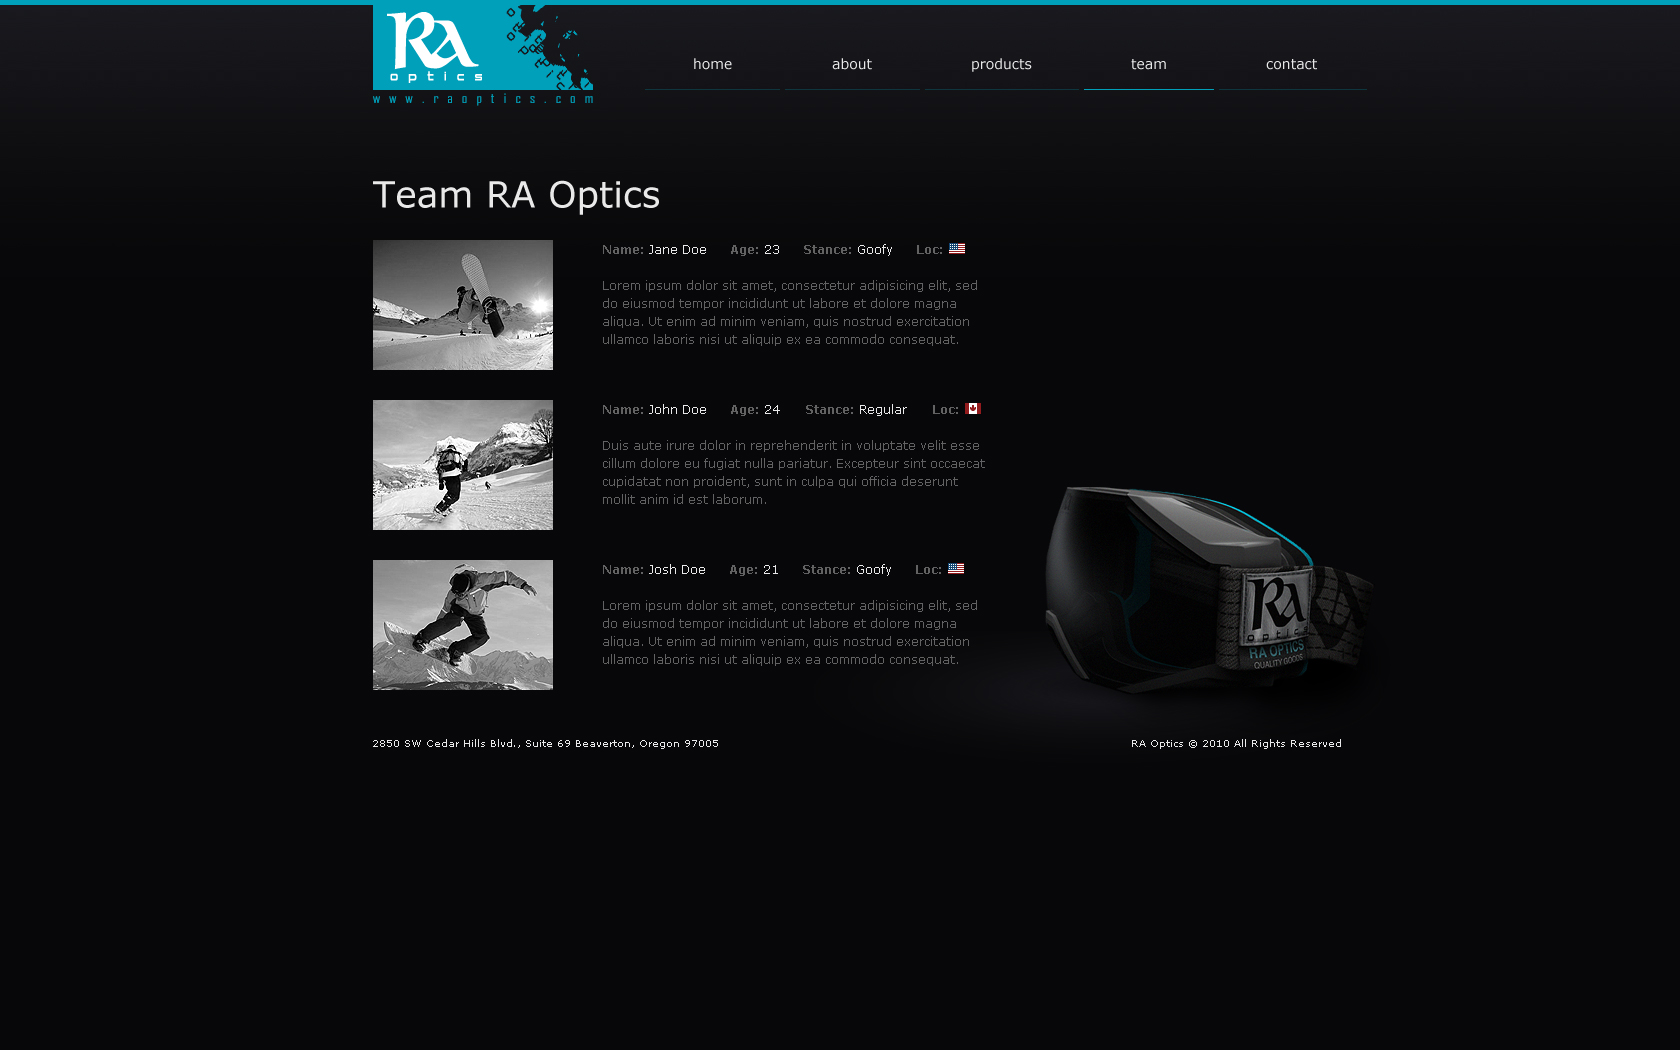 RA
optics
www.raoptics.com
home about products team contact
Team RA Optics
Name: Jane Doe Age: 23 Stance: Goofy Loc:
Lorem ipsum dolor sit amet, consectetur adipisicing elit, sed
do eiusmod tempor incididunt ut labore et dolore magna
aliqua. Ut enim ad minim veniam, quis nostrud exercitation
ullamco laboris nisi ut aliquip ex ea commodo consequat.
Name: John Doe Age: 24 Stance: Regular Loc:
Duis aute irure dolor in reprehenderit in voluptate velit esse
cillum dolore eu fugiat nulla pariatur. Excepteur sint occaecat
cupidatat non proident, sunt in culpa qui officia deserunt
mollit anim id est laborum.
Name: Josh Doe Age: 21 Stance: Goofy Loc:
Lorem ipsum dolor sit amet, consectetur adipisicing elit, sed
do eiusmod tempor incididunt ut labore et dolore magna
aliqua. Ut enim ad minim veniam, quis nostrud exercitation
ullamco laboris nisi ut aliquip ex ea commodo consequat.
RA
optics
RA OPTICS
QUALITY GOODS
RA
2850 SW Cedar Hills Blvd., Suite 69 Beaverton, Oregon 97005
RA Optics © 2010 All Rights Reserved